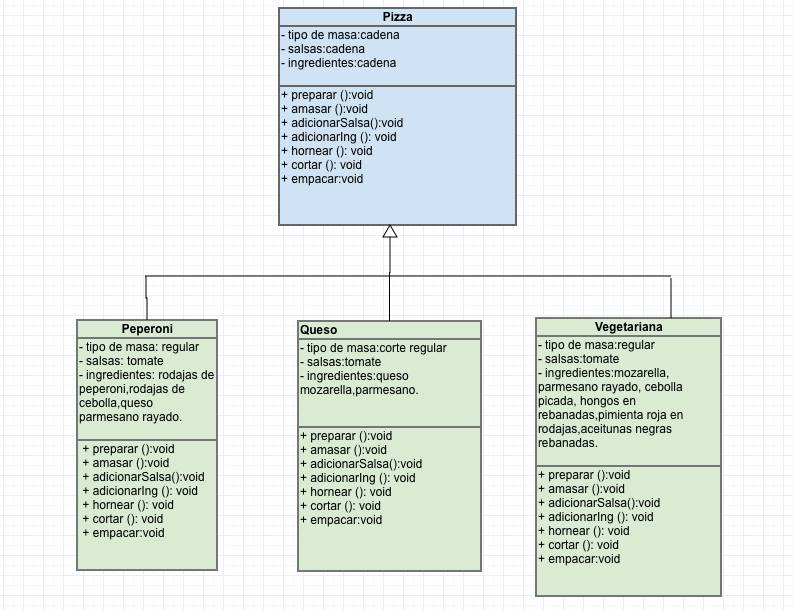 Pizza
- tipo de masa:cadena
- salsas:cadena
- ingredientes:cadena
+ preparar ():void
+ amasar ():void
+ adicionarSalsa():void
+ adicionarIng (): void
+ hornear (): void
+ cortar (): void
+ empacar:void
Peperoni
- tipo de masa: regular
- salsas: tomate
- ingredientes: rodajas de
peperoni,rodajas de
cebolla,queso
parmesano rayado.
+ preparar ():void
+ amasar ():void
+ adicionarSalsa():void
+ adicionarIng (): void
+ hornear (): void
+ cortar (): void
+ empacar:void
Queso
- tipo de masa:corte regular
- salsas:tomate
- ingredientes:queso
mozarella,parmesano.
+ preparar ():void
+ amasar ():void
+ adicionarSalsa():void
+ adicionarIng (): void
+ hornear (): void
+ cortar (): void
+ empacar:void
Vegetariana
- tipo de masa:regular
- salsas:tomate
- ingredientes:mozarella,
parmesano rayado, cebolla
picada, hongos en
rebanadas,pimienta roja en
rodajas,aceitunas negras
rebanadas.
+ preparar ():void
+ amasar ():void
+ adicionarSalsa():void
+ adicionarIng (): void
+ hornear (): void
+ cortar (): void
+ empacar:void